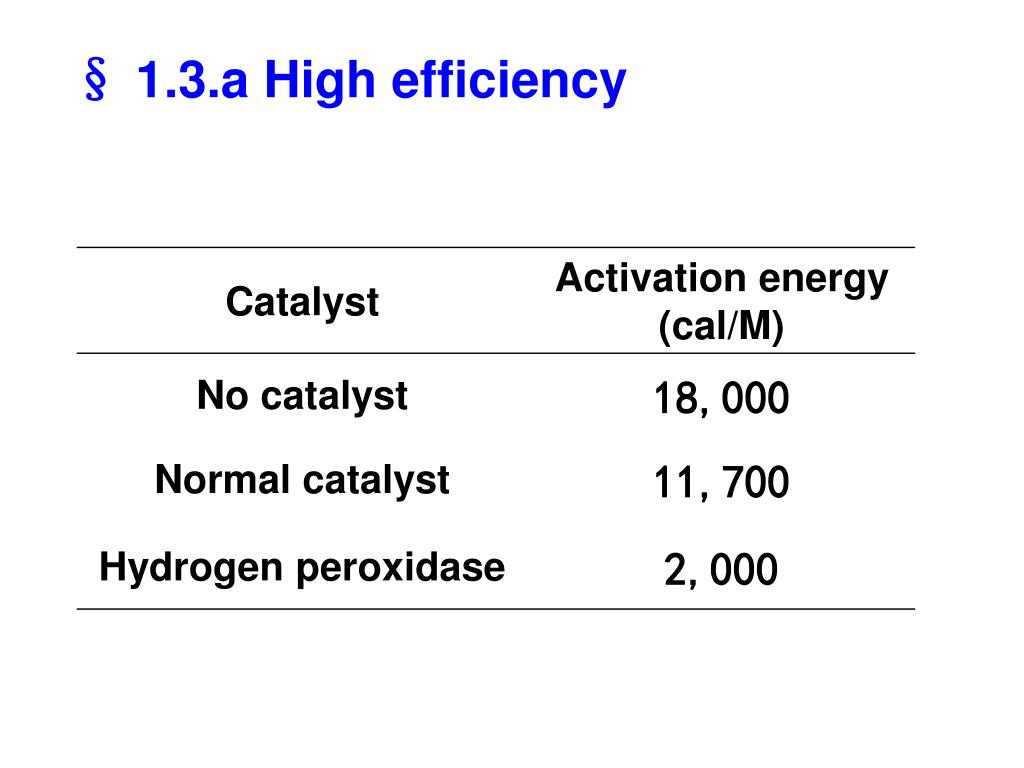 § 1.3.a High efficiency
Catalyst
Activation energy
(cal/M)
No catalyst 18, 000
Normal catalyst 11, 700
Hydrogen peroxidase 2, 000